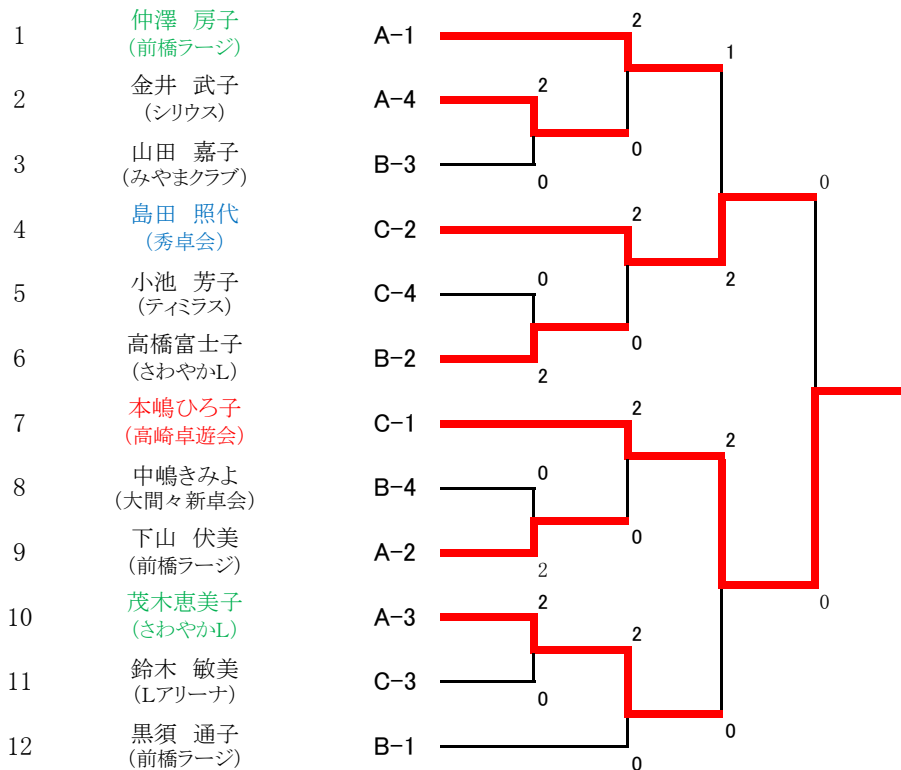 1 仲澤 房子 A-1
(前橋ラージ)
2
1
2 金井 武子 A-4
(シリウス)
2
0
3 山田 嘉子 B-3
(みやまクラブ)
0
0
4 島田 照代 C-2
(秀卓会)
2
2
5 小池 芳子 C-4
(ティミラス)
0
0
6 高橋富士子 B-2
(さわやかL)
2
7 本嶋ひろ子 C-1
(高崎卓遊会)
2
2
8 中嶋きみよ B-4
(大間々新卓会)
0
0
9 下山 伏美 A-2
(前橋ラージ)
2
10 茂木恵美子 A-3
(さわやかL)
2
2
0
11 鈴木 敏美 C-3
(Lアリーナ)
0
0
12 黒須 通子 B-1
(前橋ラージ)
0